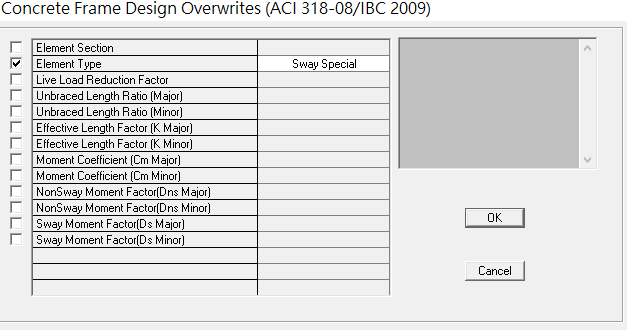 Concrete Frame Design Overwrites (ACI 318-08/IBC 2009)
Element Section
Element Type Sway Special
Live Load Reduction Factor
Unbraced Length Ratio (Major)
Unbraced Length Ratio (Minor)
Effective Length Factor (K Major)
Effective Length Factor (K Minor)
Moment Coefficient (Cm Major)
Moment Coefficient (Cm Minor)
NonSway Moment Factor(Dns Major)
NonSway Moment Factor(Dns Minor)
Sway Moment Factor(Ds Major)
Sway Moment Factor(Ds Minor)
OK
Cancel